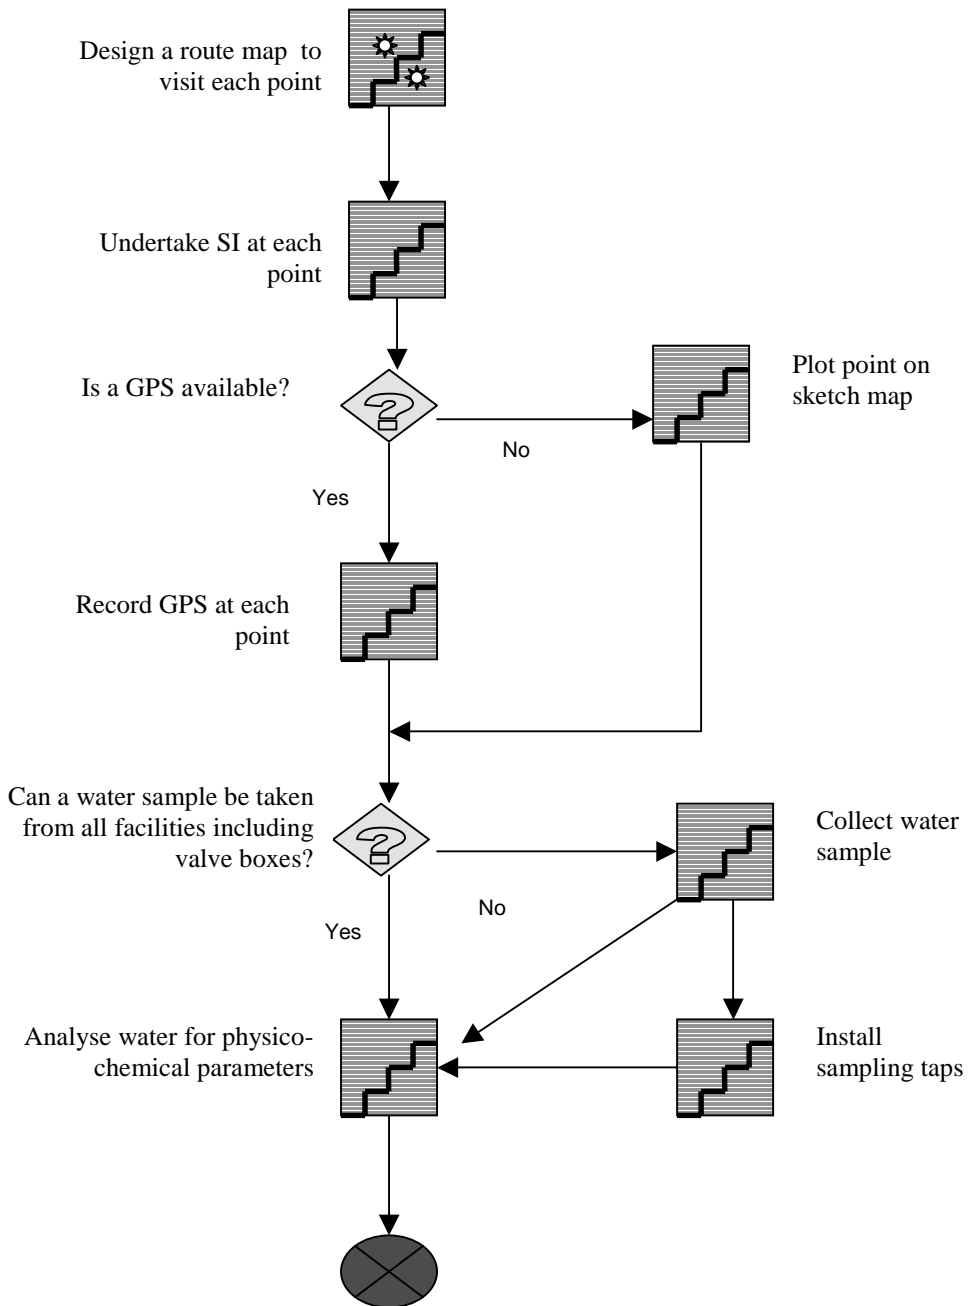 Design a route map to
visit each point
Undertake SI at each
point
Is a GPS available?
Plot point on
sketch map
No
Yes
Record GPS at each
point
Can a water sample be taken
from all facilities including
valve boxes?
Collect water
sample
No
Yes
Analyse water for physico-
chemical parameters
Install
sampling taps